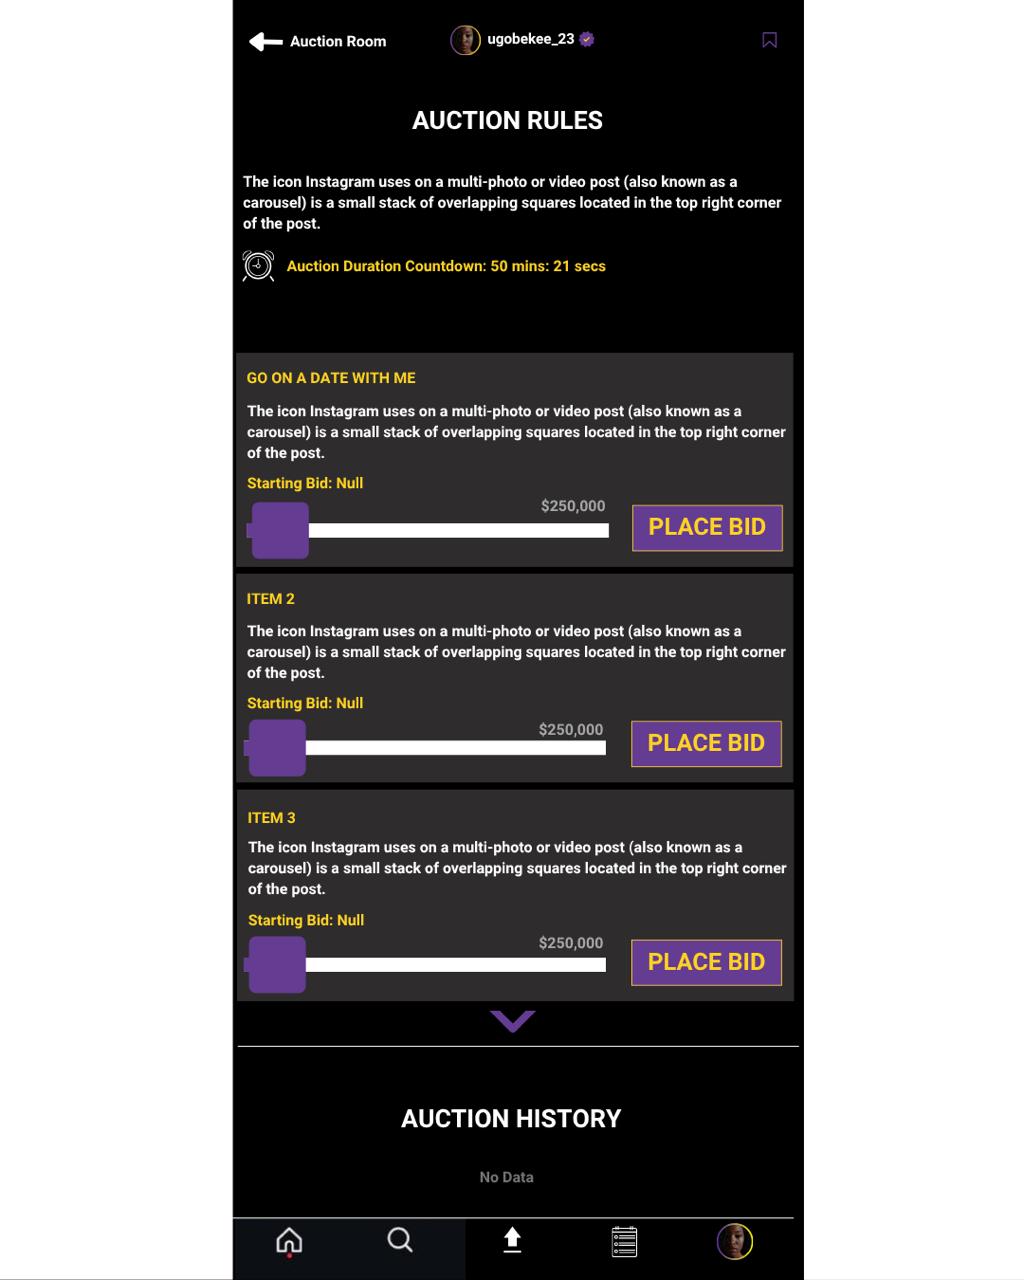 Auction Room
ugobekee_23
AUCTION RULES
The icon Instagram uses on a multi-photo or video post (also known as a
carousel) is a small stack of overlapping squares located in the top right corner
of the post.
Auction Duration Countdown: 50 mins: 21 secs
GO ON A DATE WITH ME
The icon Instagram uses on a multi-photo or video post (also known as a
carousel) is a small stack of overlapping squares located in the top right corner
of the post.
Starting Bid: Null
$250,000
PLACE BID
ITEM 2
The icon Instagram uses on a multi-photo or video post (also known as a
carousel) is a small stack of overlapping squares located in the top right corner
of the post.
Starting Bid: Null
$250,000
PLACE BID
ITEM 3
The icon Instagram uses on a multi-photo or video post (also known as a
carousel) is a small stack of overlapping squares located in the top right corner
of the post.
Starting Bid: Null
$250,000
PLACE BID
AUCTION HISTORY
No Data